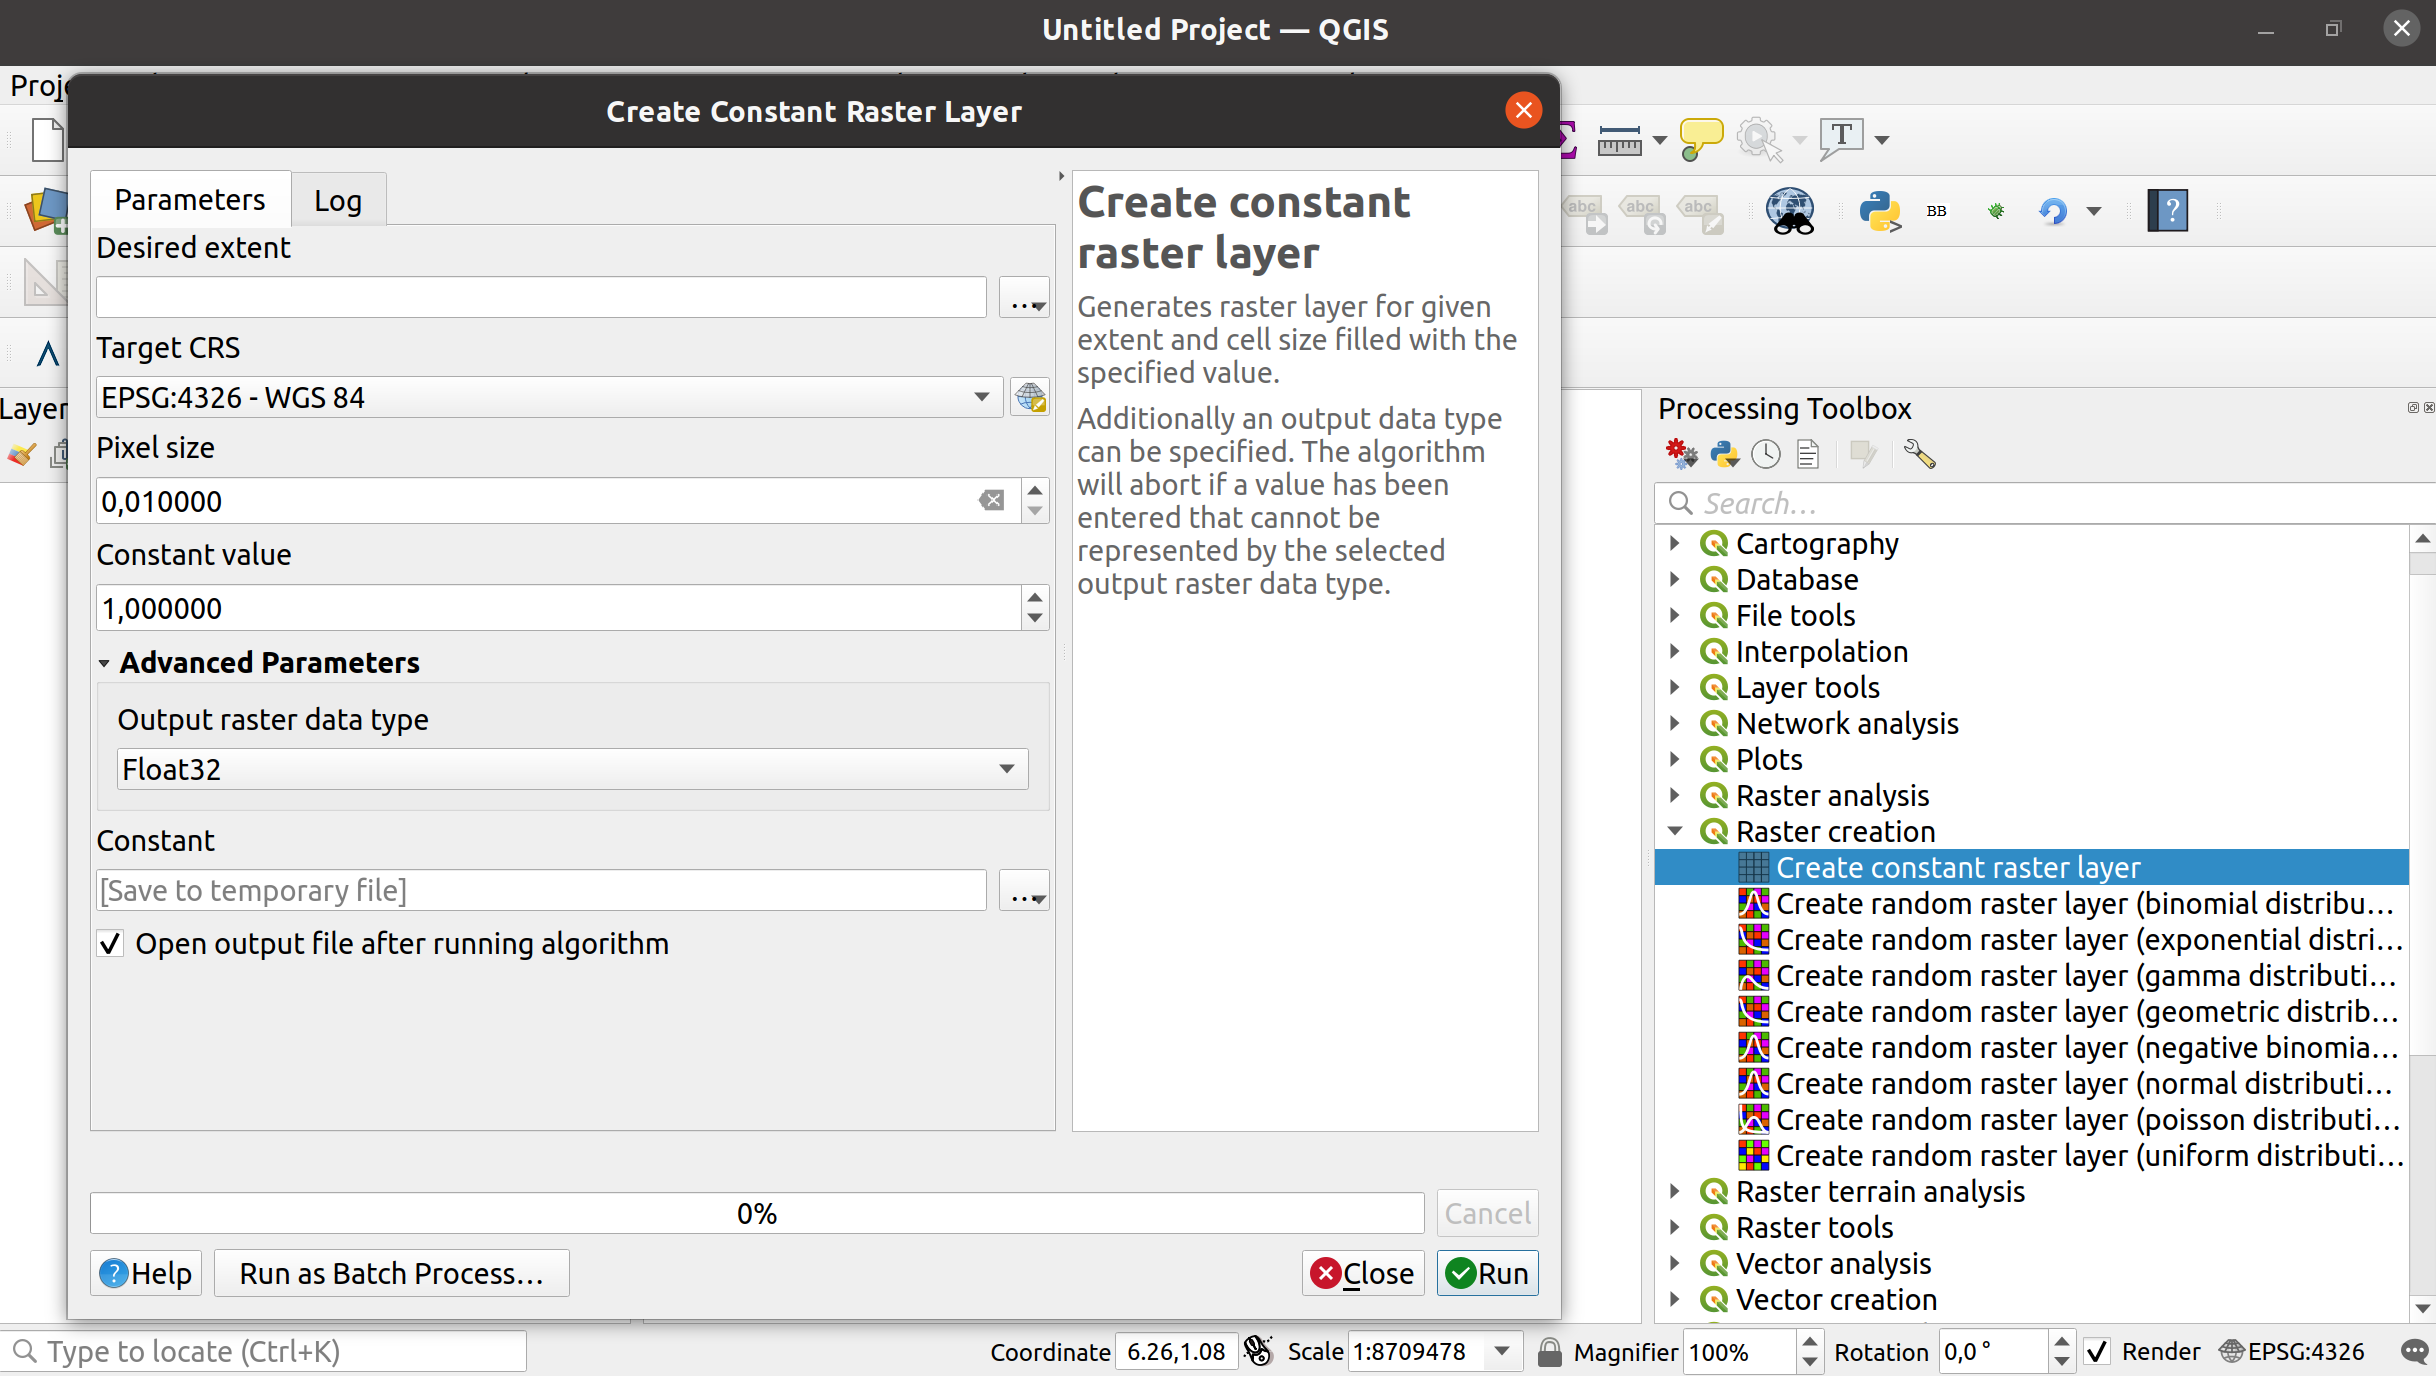 Untitled Project — QGIS
Proj
Create Constant Raster Layer
Parameters
Log
Desired extent
...
Target CRS
EPSG:4326 - WGS 84
Pixel size
0,010000
Constant value
1,000000
Advanced Parameters
Output raster data type
Float32
Constant
[Save to temporary file]
...
Open output file after running algorithm
Create constant
raster layer
Generates raster layer for given
extent and cell size filled with the
specified value.
Additionally an output data type
can be specified. The algorithm
will abort if a value has been
entered that cannot be
represented by the selected
output raster data type.
0%
Cancel
Help
Run as Batch Process...
Close
Run
T
abc
abc
abc
BB
?
Layer
Processing Toolbox
Search...
Cartography
Database
File tools
Interpolation
Layer tools
Network analysis
Plots
Raster analysis
Raster creation
Create constant raster layer
Create random raster layer (binomial distribu...
Create random raster layer (exponential distri...
Create random raster layer (gamma distributi...
Create random raster layer (geometric distrib...
Create random raster layer (negative binomia...
Create random raster layer (normal distributi...
Create random raster layer (poisson distributi...
Create random raster layer (uniform distributi...
Raster terrain analysis
Raster tools
Vector analysis
Vector creation
Type to locate (Ctrl+K)
Coordinate 6.26,1.08
Scale 1:8709478
Magnifier 100%
Rotation 0,0 °
Render
EPSG:4326